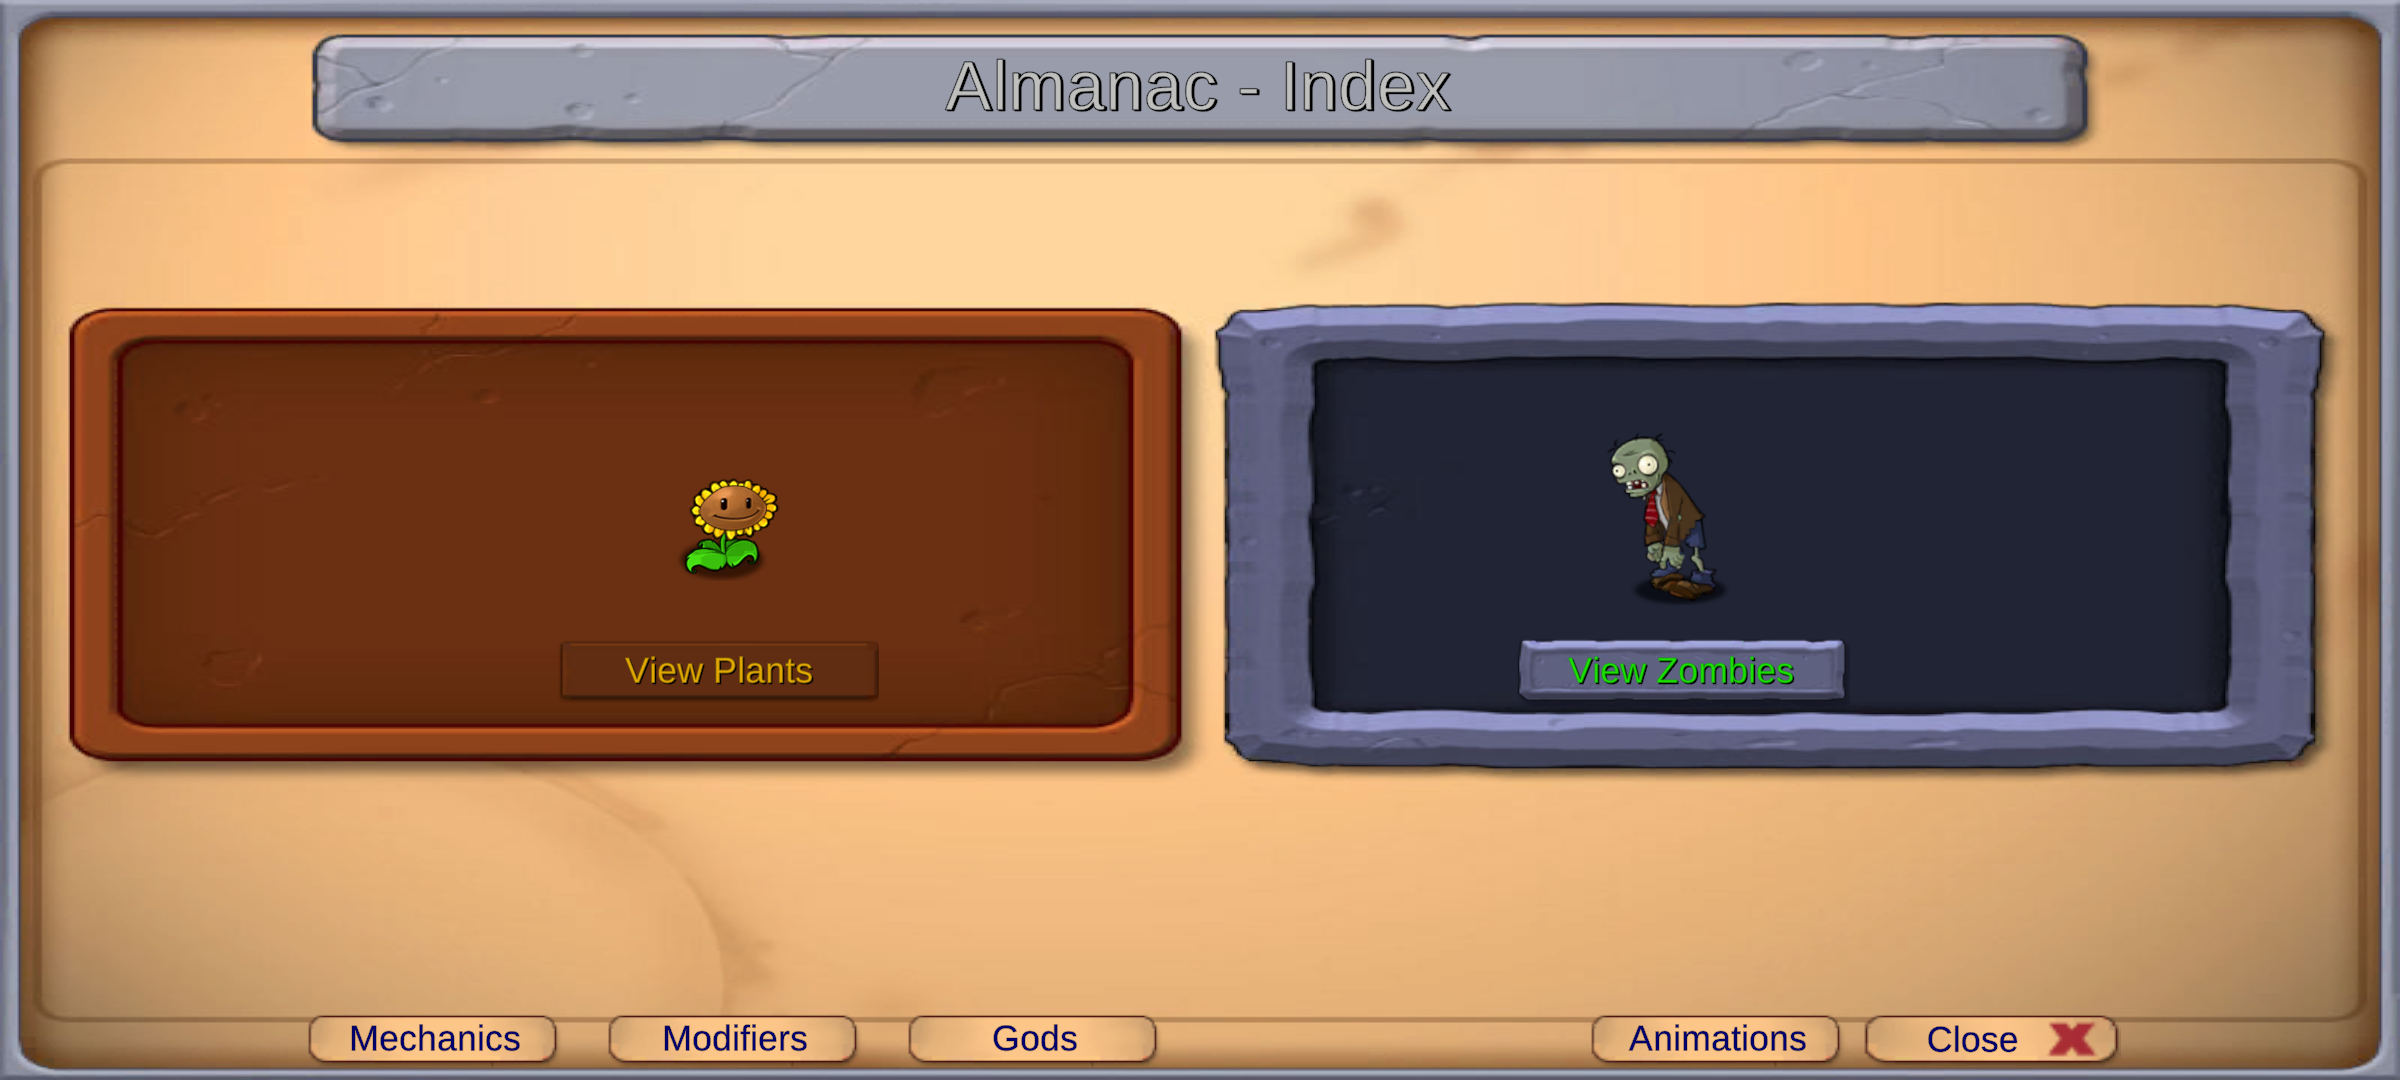 Almanac - Index
View Plants
View Zombies
Mechanics
Modifiers
Gods
Animations
Close